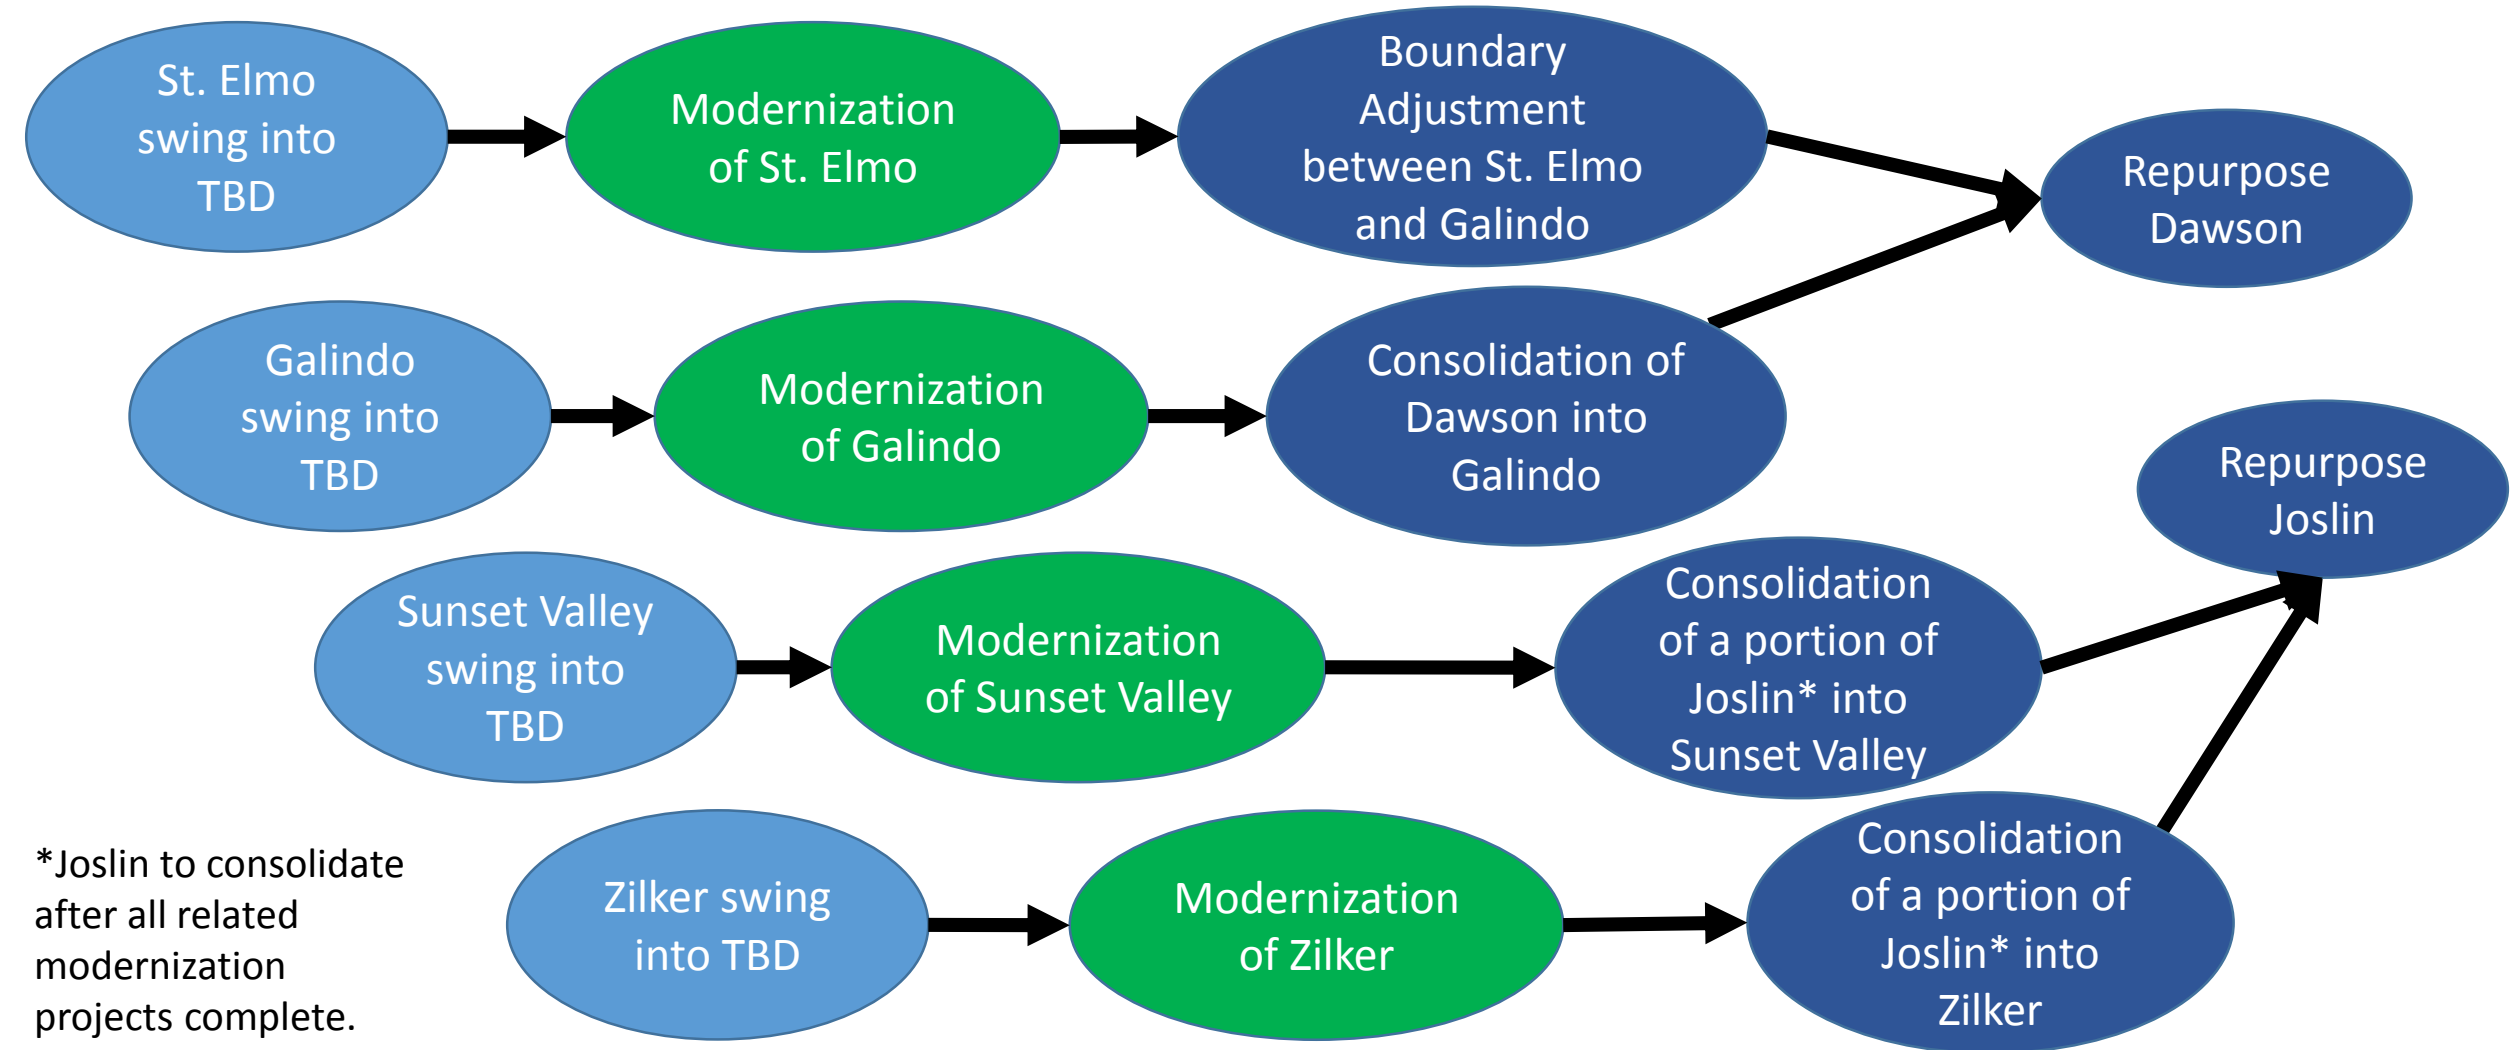 St. Elmo
swing into
TBD
Modernization
of St. Elmo
Boundary
Adjustment
between St. Elmo
and Galindo
Repurpose
Dawson
Galindo
swing into
TBD
Modernization
of Galindo
Consolidation of
Dawson into
Galindo
Repurpose
Joslin
Sunset Valley
swing into
TBD
Modernization
of Sunset Valley
Consolidation
of a portion of
Joslin* into
Sunset Valley
*Joslin to consolidate
after all related
modernization
projects complete.
Zilker swing
into TBD
Modernization
of Zilker
Consolidation
of a portion of
Joslin* into
Zilker